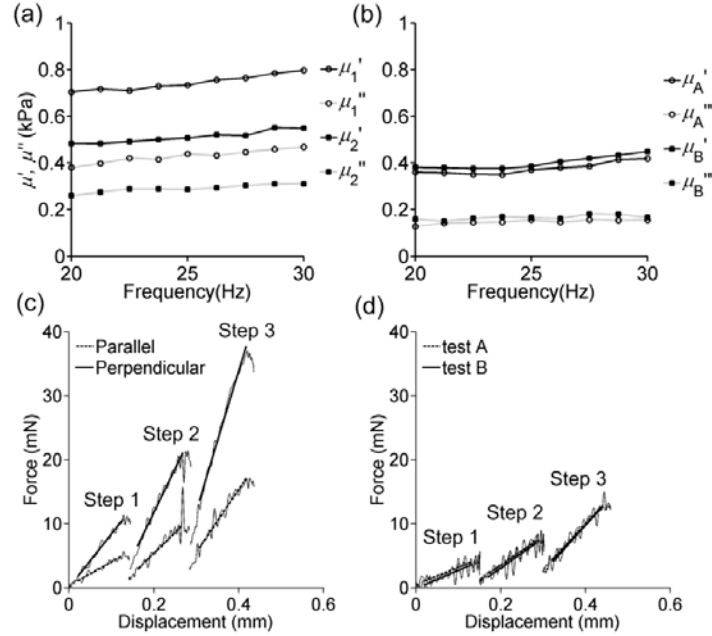 (a)
1
0.8
0.6
0.4
0.2
0
μ', μ" (kPa)
20
25
30
Frequency(Hz)
μ1'
μ1"
μ2'
μ2"
(b)
1
0.8
0.6
0.4
0.2
0
20
25
30
Frequency(Hz)
μA'
μA"'
μB'
μB"'
(c)
40
30
20
10
0
Force (mN)
Parallel
Perpendicular
Step 1
Step 2
Step 3
0
0.2
0.4
0.6
Displacement (mm)
(d)
40
30
20
10
0
Force (mN)
test A
test B
Step 1
Step 2
Step 3
0
0.2
0.4
0.6
Displacement (mm)